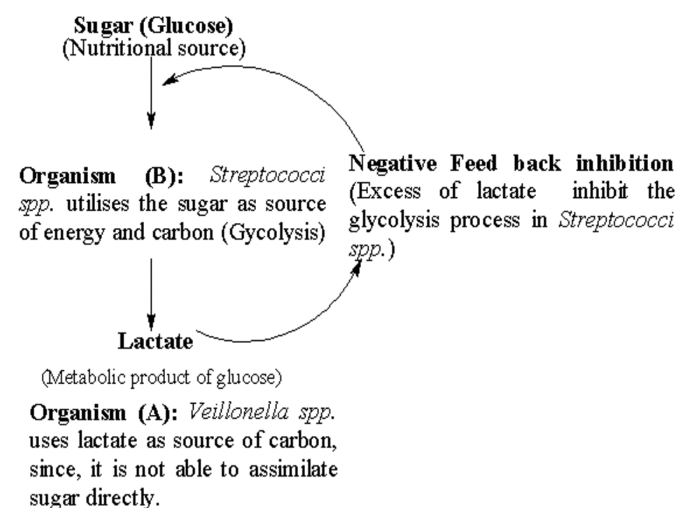 Sugar (Glucose)
(Nutritional source)
Organism (B): Streptococci
spp. utilises the sugar as source
of energy and carbon (Gycolysis)
Negative Feed back inhibition
(Excess of lactate inhibit the
glycolysis process in Streptococci
spp.)
Lactate
(Metabolic product of glucose)
Organism (A): Veillonella spp.
uses lactate as source of carbon,
since, it is not able to assimilate
sugar directly.